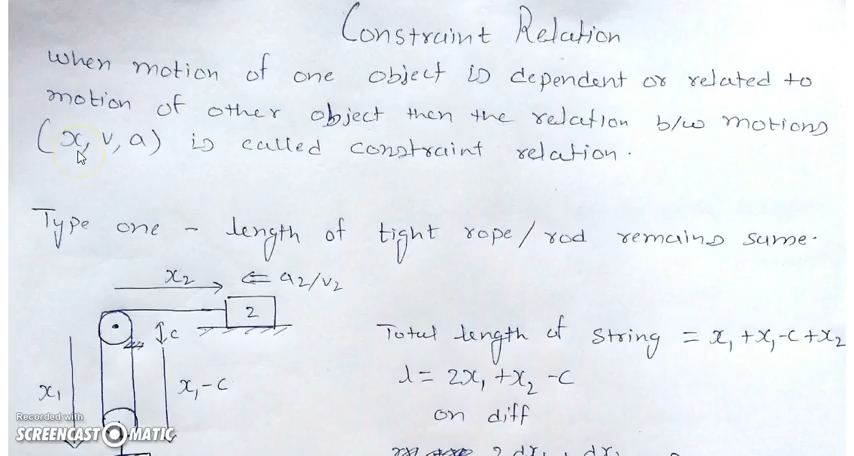 Constraint Relation
when motion of one object is dependent or related to
motion of other object then the relation b/w motions
(x, v, a) is called constraint relation.
Type one - length of tight rope/rod remains same.
x2
⇐ a2/v2
2
c
x1
x1-c
Total length of string = x1+x1-c+x2
l = 2x1+x2-c
on diff
Recorded with
SCREENCAST-O-MATIC